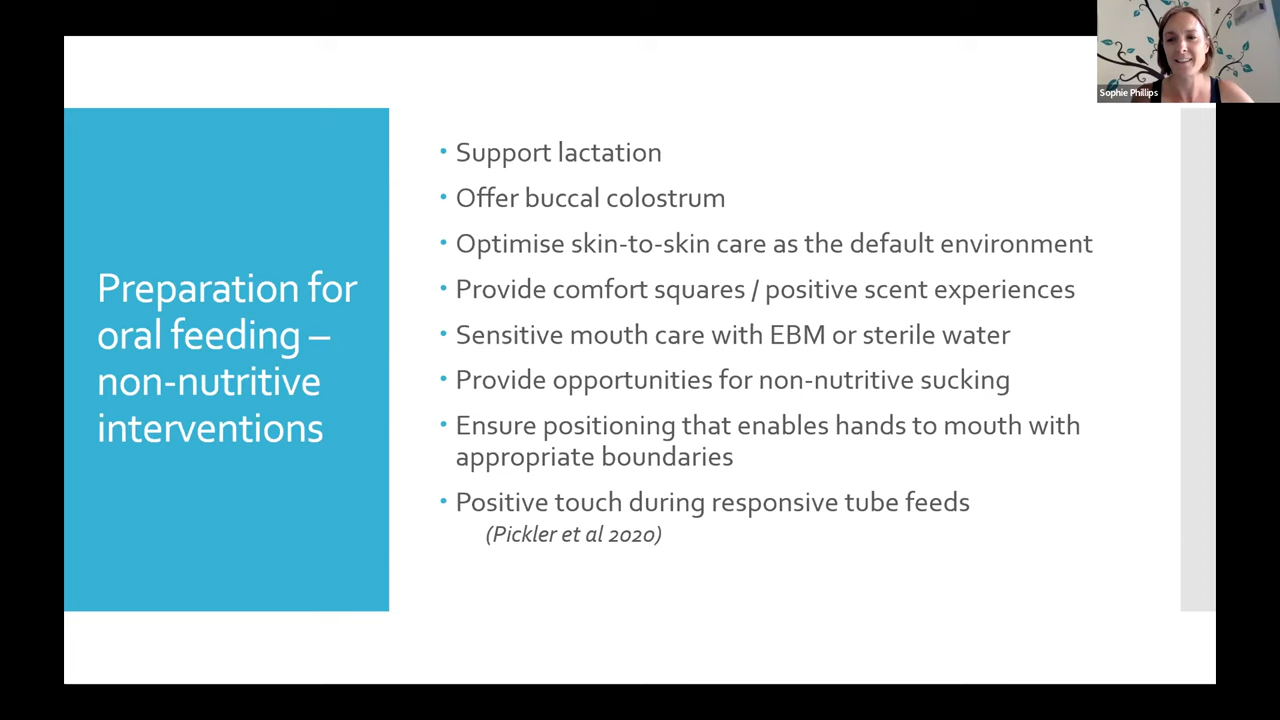 Sophie Phillips
Preparation for
oral feeding –
non-nutritive
interventions
• Support lactation
• Offer buccal colostrum
• Optimise skin-to-skin care as the default environment
• Provide comfort squares / positive scent experiences
• Sensitive mouth care with EBM or sterile water
• Provide opportunities for non-nutritive sucking
• Ensure positioning that enables hands to mouth with
appropriate boundaries
• Positive touch during responsive tube feeds
(Pickler et al 2020)